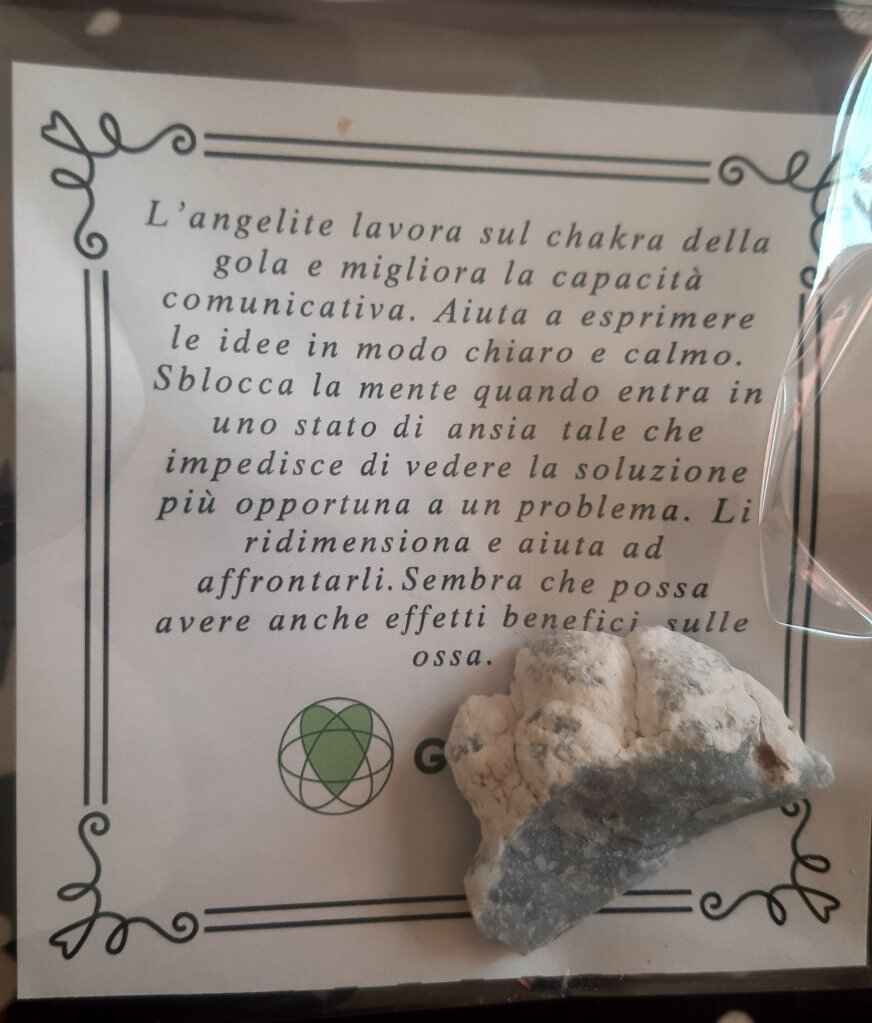 L'angelite lavora sul chakra della
gola e migliora la capacità
comunicativa. Aiuta a esprimere
le idee in modo chiaro e calmo.
Sblocca la mente quando entra in
uno stato di ansia tale che
impedisce di vedere la soluzione
più opportuna a un problema. Li
ridimensiona e aiuta ad
affrontarli. Sembra che possa
avere anche effetti benefici sulle
ossa.